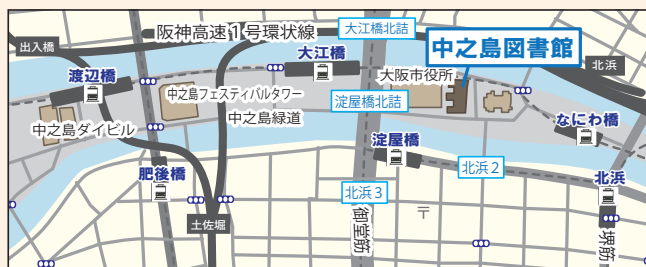 阪神高速1号環状線
大江橋北詰
中之島図書館
出入橋
北浜
大江橋
大阪市役所
渡辺橋
中之島フェスティバルタワー
淀屋橋北詰
中之島緑道
なにわ橋
中之島ダイビル
淀屋橋
肥後橋
北浜2
北浜
北浜3
〒
土佐堀
御堂筋
堺筋